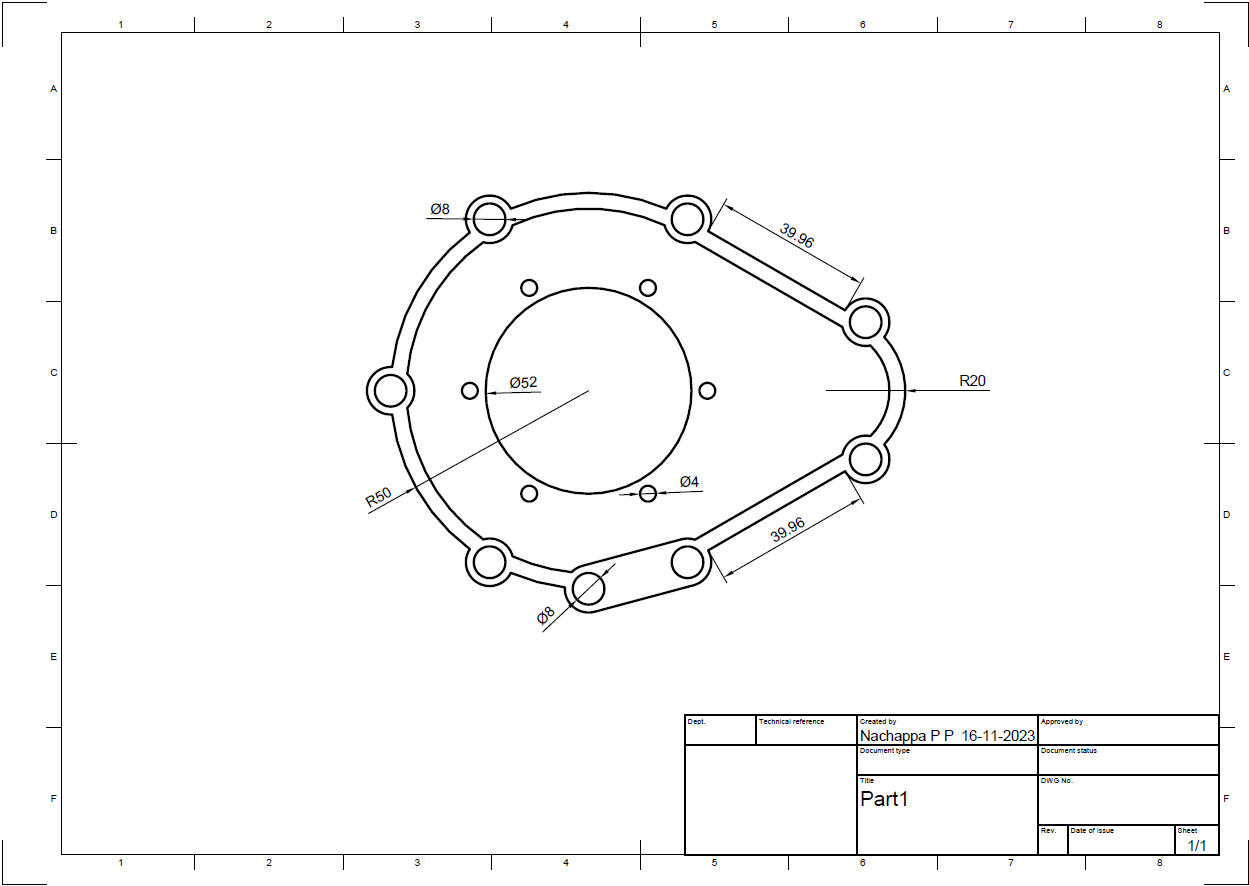 1 2 3 4 5 6 7 8
A A
Ø8
39.96
B B
C C
Ø52
R20
Ø4
R50
D D
39.96
Ø8
E E
Dept. Technical reference Created by Approved by
Nachappa P P 16-11-2023
Document type Document status
Title DWG No.
Part1
F F
Rev. Date of issue Sheet
1/1
1 2 3 4 5 6 7 8